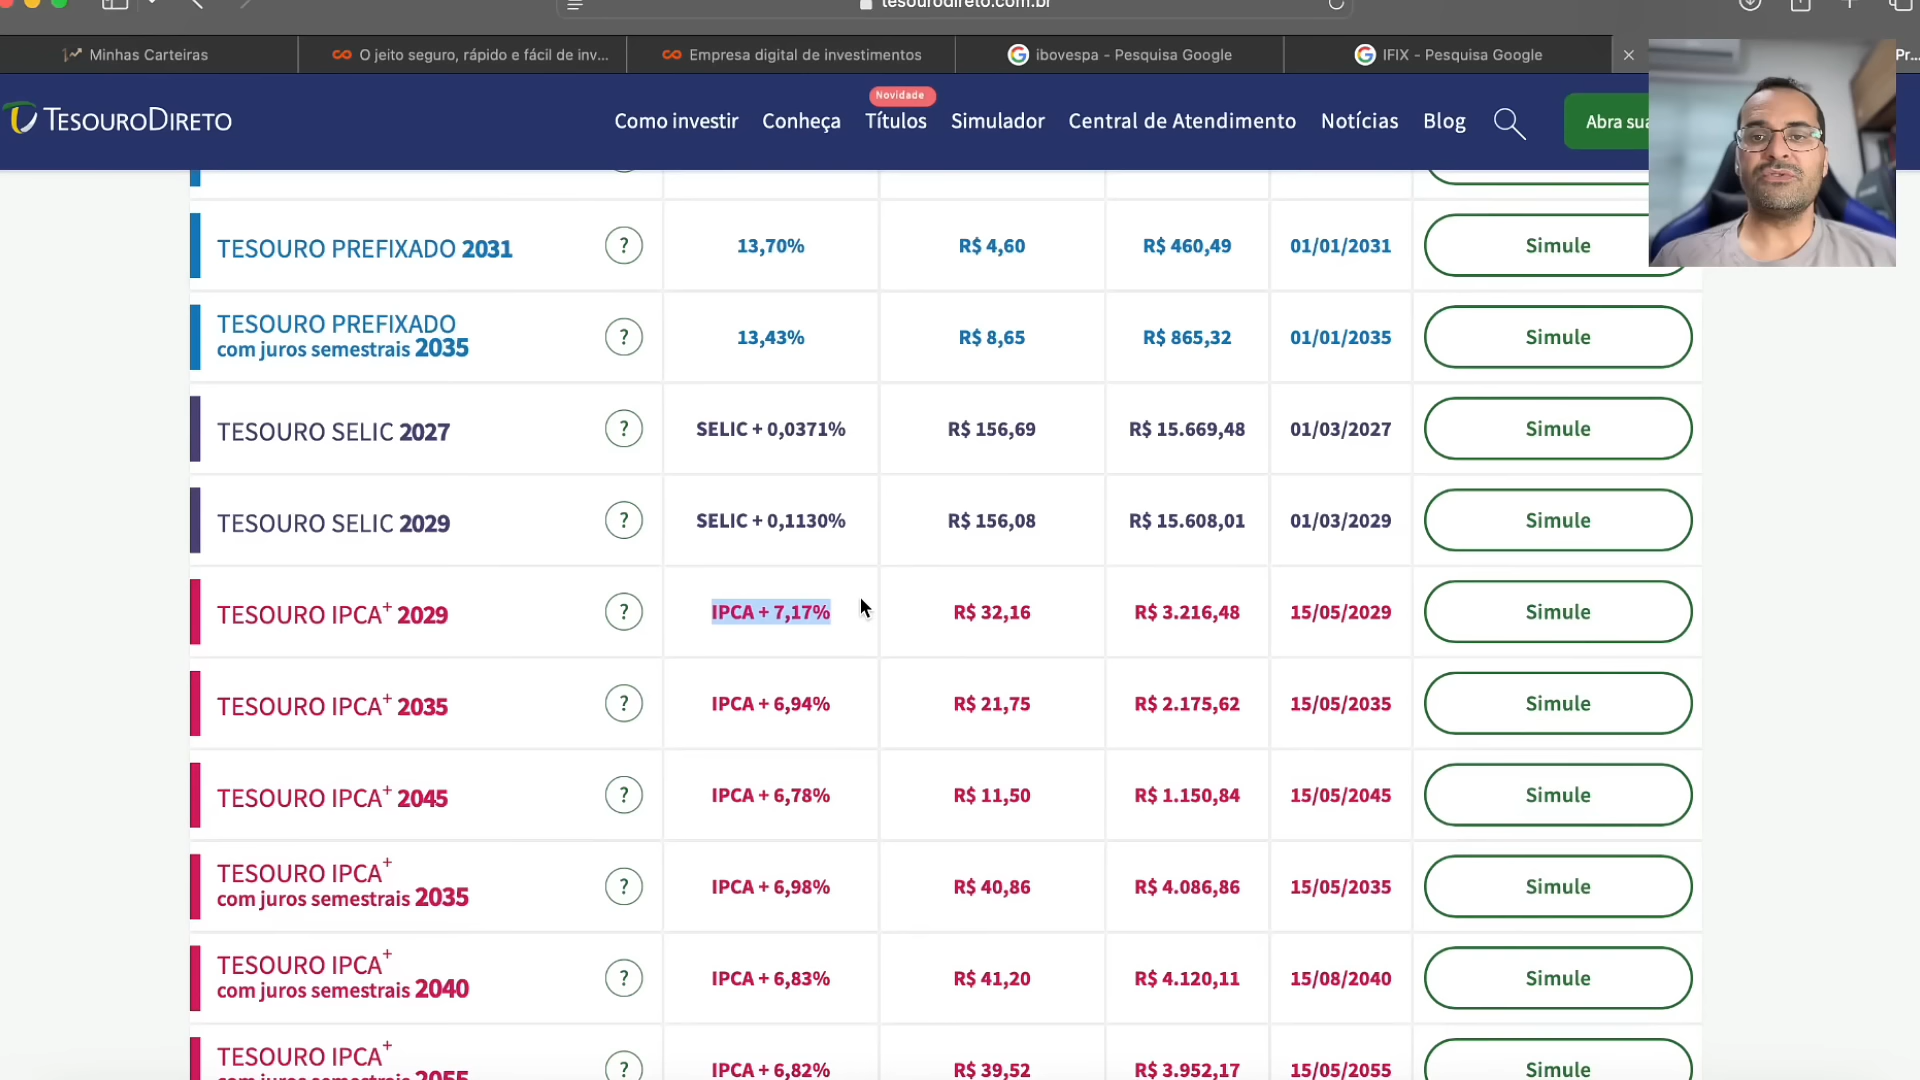 tesourodireto.com.br
Minhas Carteiras
O jeito seguro, rápido e fácil de inv...
Empresa digital de investimentos
ibovespa - Pesquisa Google
IFIX - Pesquisa Google
Pr...
TESOURODIRETO
Como investir
Conheça
Novidade
Títulos
Simulador
Central de Atendimento
Notícias
Blog
Abra sua
TESOURO PREFIXADO 2031 ? 13,70% R$ 4,60 R$ 460,49 01/01/2031 Simule
TESOURO PREFIXADO
com juros semestrais 2035 ? 13,43% R$ 8,65 R$ 865,32 01/01/2035 Simule
TESOURO SELIC 2027 ? SELIC + 0,0371% R$ 156,69 R$ 15.669,48 01/03/2027 Simule
TESOURO SELIC 2029 ? SELIC + 0,1130% R$ 156,08 R$ 15.608,01 01/03/2029 Simule
TESOURO IPCA+ 2029 ? IPCA + 7,17% R$ 32,16 R$ 3.216,48 15/05/2029 Simule
TESOURO IPCA+ 2035 ? IPCA + 6,94% R$ 21,75 R$ 2.175,62 15/05/2035 Simule
TESOURO IPCA+ 2045 ? IPCA + 6,78% R$ 11,50 R$ 1.150,84 15/05/2045 Simule
TESOURO IPCA+
com juros semestrais 2035 ? IPCA + 6,98% R$ 40,86 R$ 4.086,86 15/05/2035 Simule
TESOURO IPCA+
com juros semestrais 2040 ? IPCA + 6,83% R$ 41,20 R$ 4.120,11 15/08/2040 Simule
TESOURO IPCA+
com juros semestrais 2055 ? IPCA + 6,82% R$ 39,52 R$ 3.952,17 15/05/2055 Simule